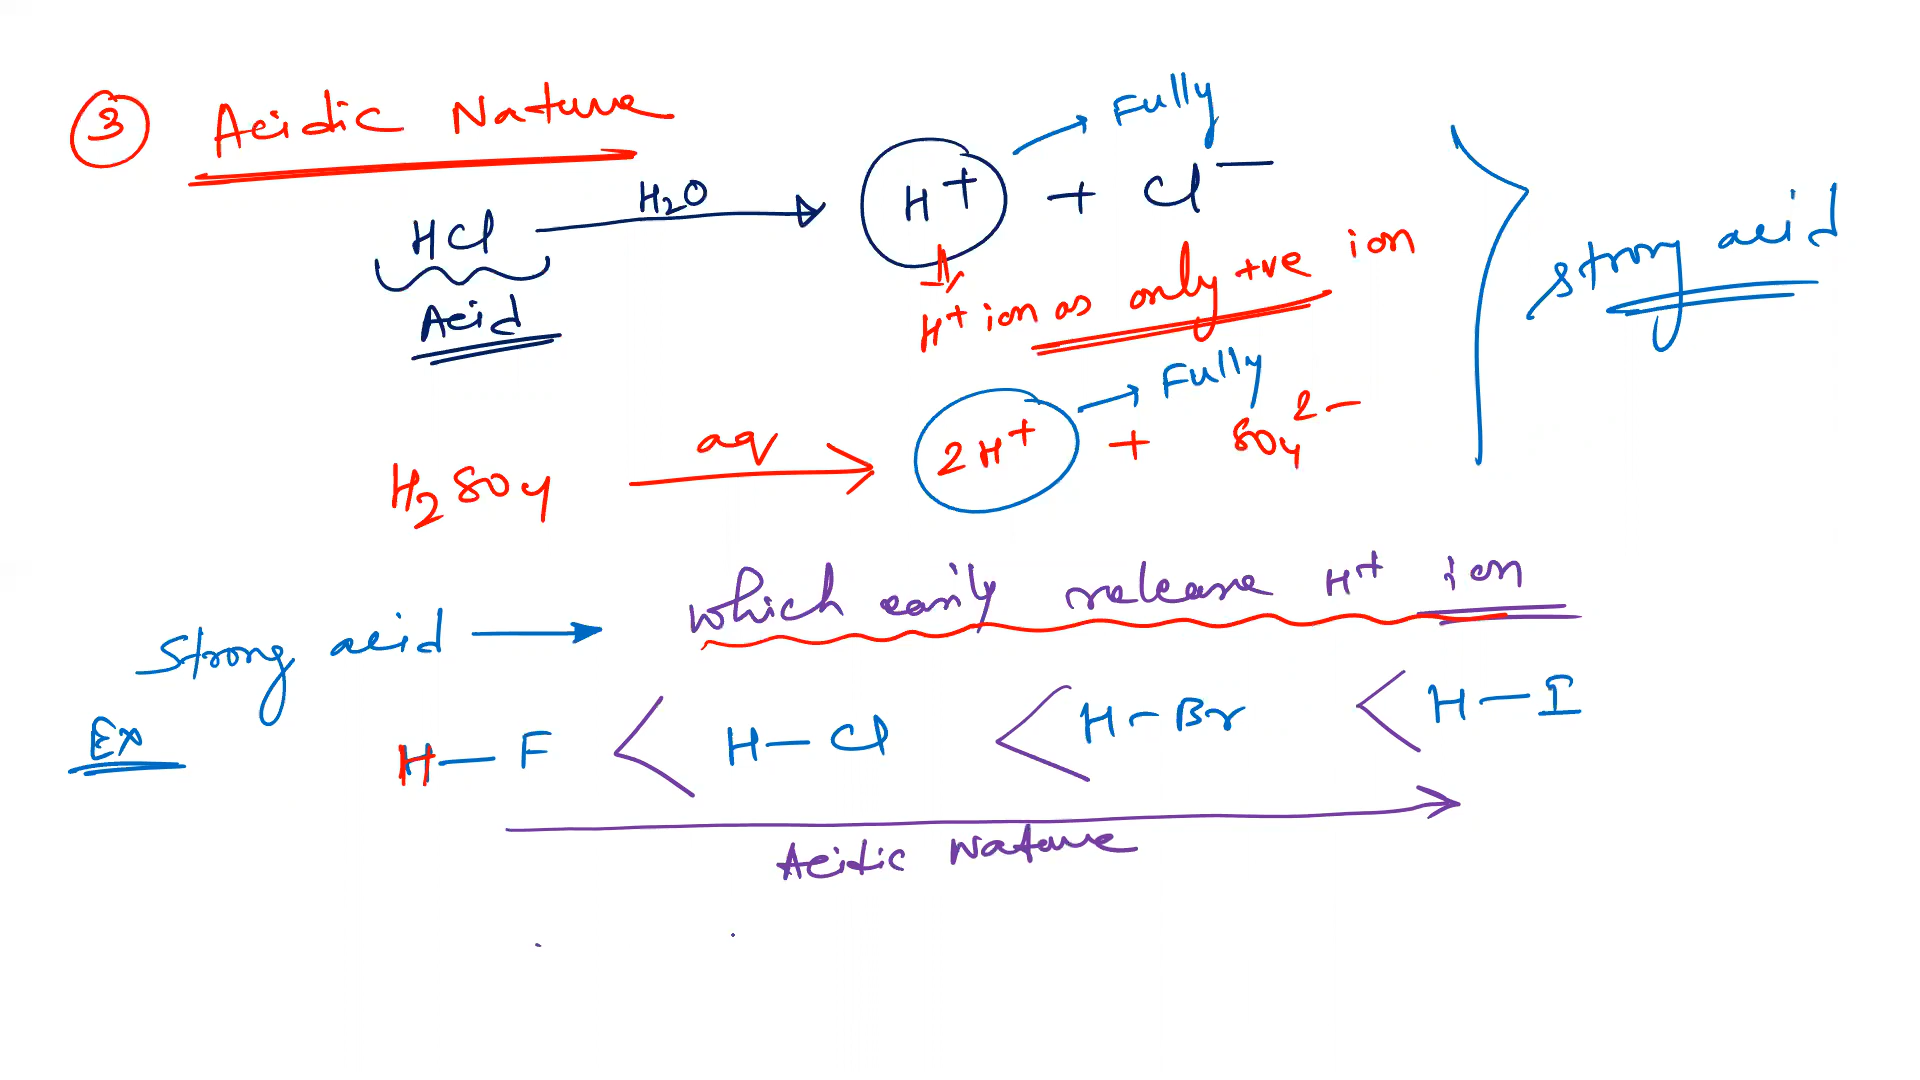 ③ Acidic Nature
HCl —H₂O→ H⁺ + Cl⁻
Fully
Acid
H⁺ ion as only +ve ion
strong acid
H₂SO₄ —aq→ 2H⁺ + SO₄²⁻
Fully
Strong acid → which easily release H⁺ ion
Ex H—F < H—Cl < H—Br < H—I
Acidic Nature